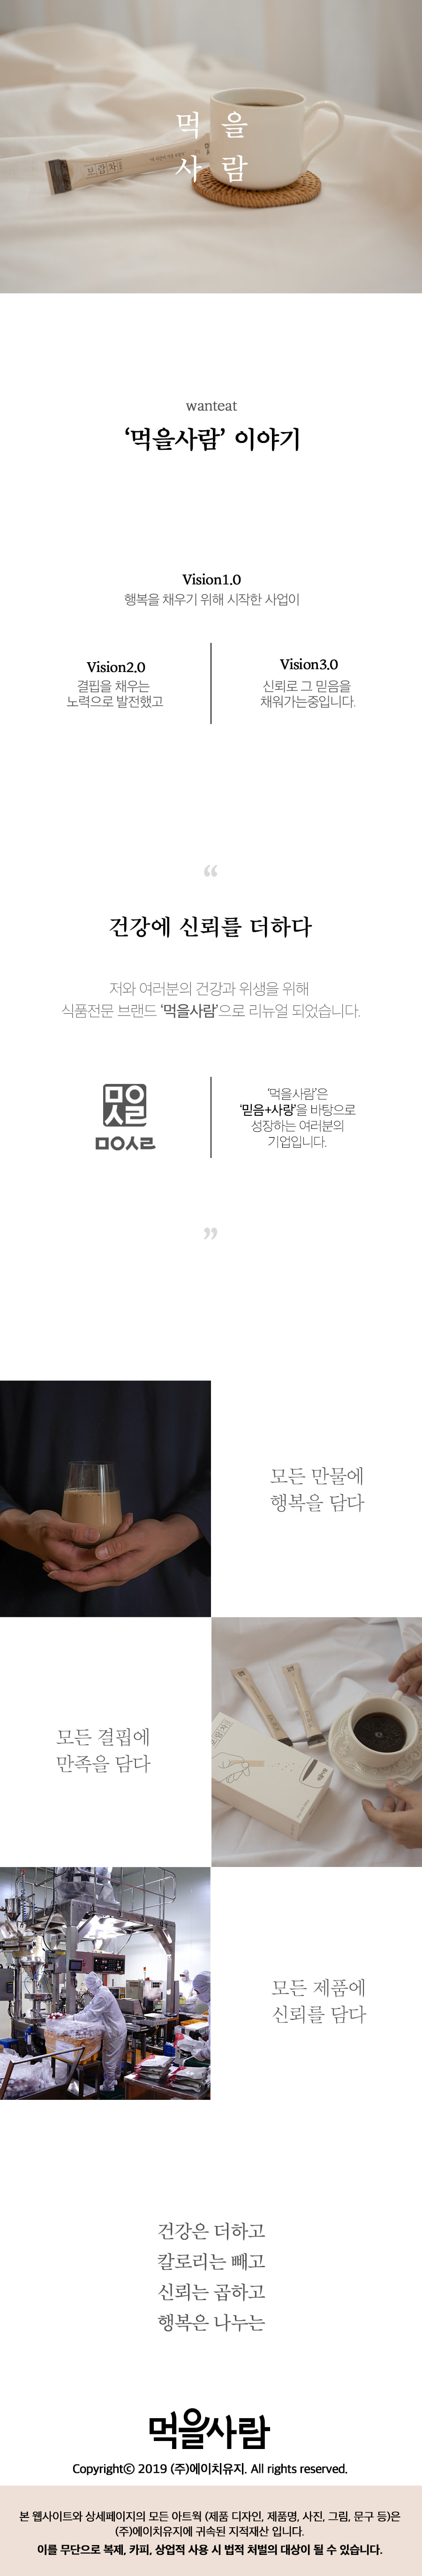 먹 을
사 람
보람차
wanteat
‘먹을사람’ 이야기
Vision1.0
행복을 채우기 위해 시작한 사업이
Vision2.0
결핍을 채우는
노력으로 발전했고
Vision3.0
신뢰로 그 믿음을
채워가는중입니다.
“
건강에 신뢰를 더하다
저와 여러분의 건강과 위생을 위해
식품전문 브랜드 ‘먹을사람’으로 리뉴얼 되었습니다.
‘먹을사람’은
‘믿음+사랑’을 바탕으로
성장하는 여러분의
기업입니다.
”
모든 만물에
행복을 담다
모든 결핍에
만족을 담다
모든 제품에
신뢰를 담다
건강은 더하고
칼로리는 빼고
신뢰는 곱하고
행복은 나누는
먹을사람
Copyrightⓒ 2019 (주)에이치유지. All rights reserved.
본 웹사이트와 상세페이지의 모든 아트웍 (제품 디자인, 제품명, 사진, 그림, 문구 등)은
(주)에이치유지에 귀속된 지적재산 입니다.
이를 무단으로 복제, 카피, 상업적 사용 시 법적 처벌의 대상이 될 수 있습니다.